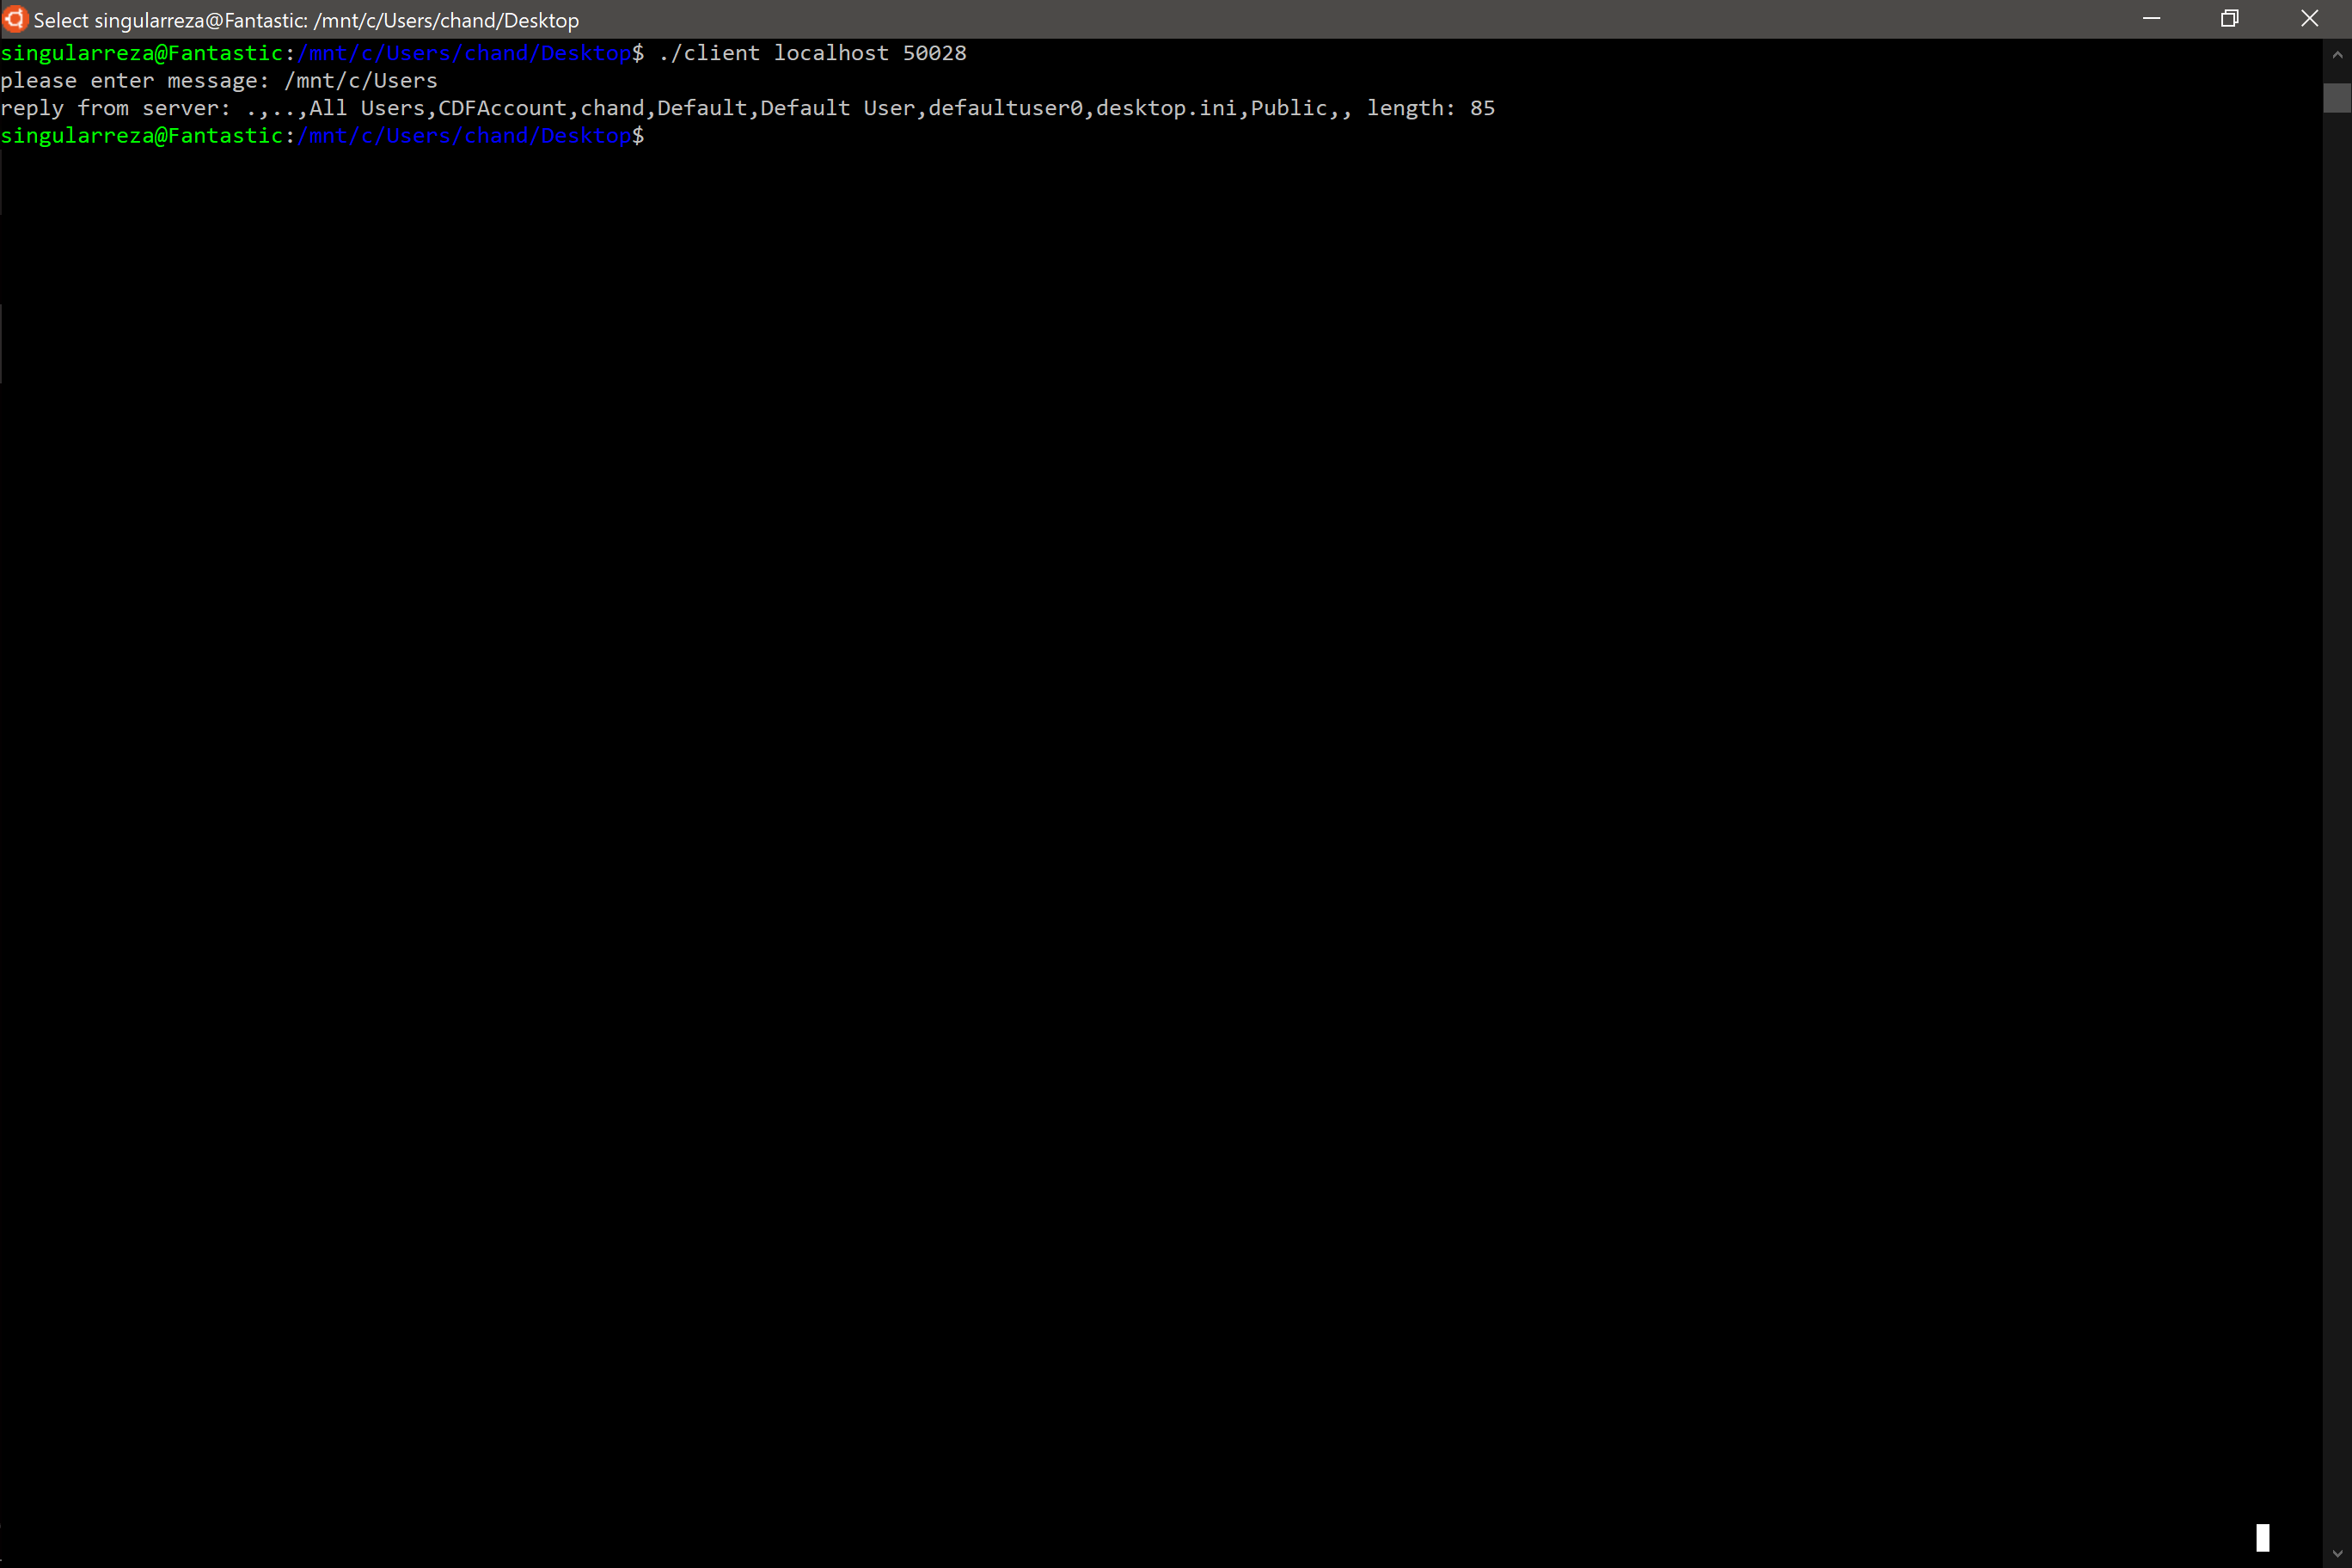 Select singularreza@Fantastic: /mnt/c/Users/chand/Desktop
singularreza@Fantastic:/mnt/c/Users/chand/Desktop$ ./client localhost 50028
please enter message: /mnt/c/Users
reply from server: .,..,All Users,CDFAccount,chand,Default,Default User,defaultuser0,desktop.ini,Public,, length: 85
singularreza@Fantastic:/mnt/c/Users/chand/Desktop$